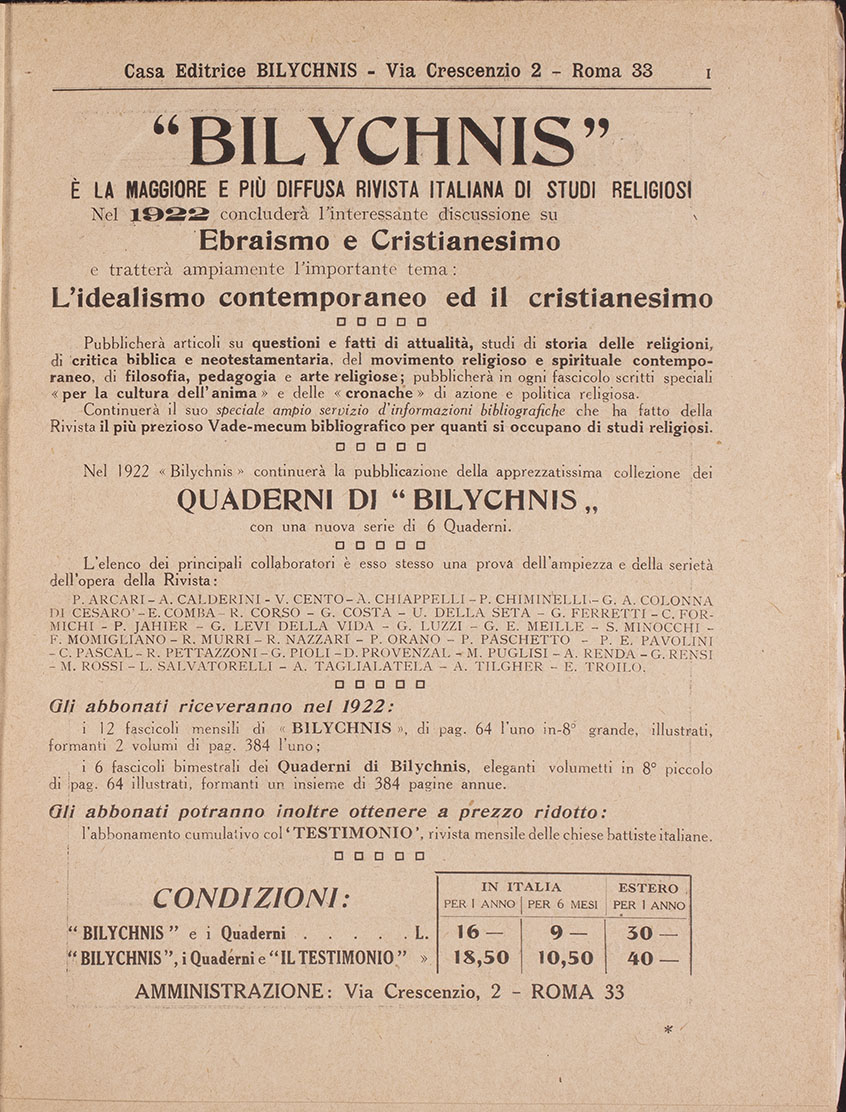 Casa Editrice BILYCHNIS - Via Crescenzio 2 - Roma 33 I
“BILYCHNIS”
È LA MAGGIORE E PIÙ DIFFUSA RIVISTA ITALIANA DI STUDI RELIGIOSI
Nel 1922 concluderà l'interessante discussione su
Ebraismo e Cristianesimo
e tratterà ampiamente l'importante tema:
L'idealismo contemporaneo ed il cristianesimo
Pubblicherà articoli su questioni e fatti di attualità, studi di storia delle religioni,
di critica biblica e neotestamentaria, del movimento religioso e spirituale contempo-
raneo, di filosofia, pedagogia e arte religiose; pubblicherà in ogni fascicolo scritti speciali
« per la cultura dell'anima » e delle « cronache » di azione e politica religiosa.
Continuerà il suo speciale ampio servizio d'informazioni bibliografiche che ha fatto della
Rivista il più prezioso Vade-mecum bibliografico per quanti si occupano di studi religiosi.
Nel 1922 « Bilychnis » continuerà la pubblicazione della apprezzatissima collezione dei
QUADERNI DI “ BILYCHNIS „
con una nuova serie di 6 Quaderni.
L'elenco dei principali collaboratori è esso stesso una prova dell'ampiezza e della serietà
dell'opera della Rivista:
P. ARCARI - A. CALDERINI - V. CENTO - A. CHIAPPELLI - P. CHIMINELLI - G. A. COLONNA
DI CESARO' - E. COMBA - R. CORSO - G. COSTA - U. DELLA SETA - G. FERRETTI - C. FOR-
MICHI - P. JAHIER - G. LEVI DELLA VIDA - G. LUZZI - G. E. MEILLE - S. MINOCCHI -
F. MOMIGLIANO - R. MURRI - R. NAZZARI - P. ORANO - P. PASCHETTO - P. E. PAVOLINI
- C. PASCAL - R. PETTAZZONI - G. PIOLI - D. PROVENZAL - M. PUGLISI - A. RENDA - G. RENSI
- M. ROSSI - L. SALVATORELLI - A. TAGLIALATELA - A. TILGHER - E. TROILO.
Gli abbonati riceveranno nel 1922:
i 12 fascicoli mensili di « BILYCHNIS », di pag. 64 l'uno in-8° grande, illustrati,
formanti 2 volumi di pag. 384 l'uno;
i 6 fascicoli bimestrali dei Quaderni di Bilychnis, eleganti volumetti in 8° piccolo
di pag. 64 illustrati, formanti un insieme di 384 pagine annue.
Gli abbonati potranno inoltre ottenere a prezzo ridotto:
l'abbonamento cumulativo col ‘TESTIMONIO’, rivista mensile delle chiese battiste italiane.
CONDIZIONI:
IN ITALIA ESTERO
PER 1 ANNO PER 6 MESI PER 1 ANNO
“ BILYCHNIS ” e i Quaderni . . . . . L. 16 — 9 — 30 —
“ BILYCHNIS ”, i Quaderni e “ IL TESTIMONIO ” » 18,50 10,50 40 —
AMMINISTRAZIONE: Via Crescenzio, 2 - ROMA 33
*